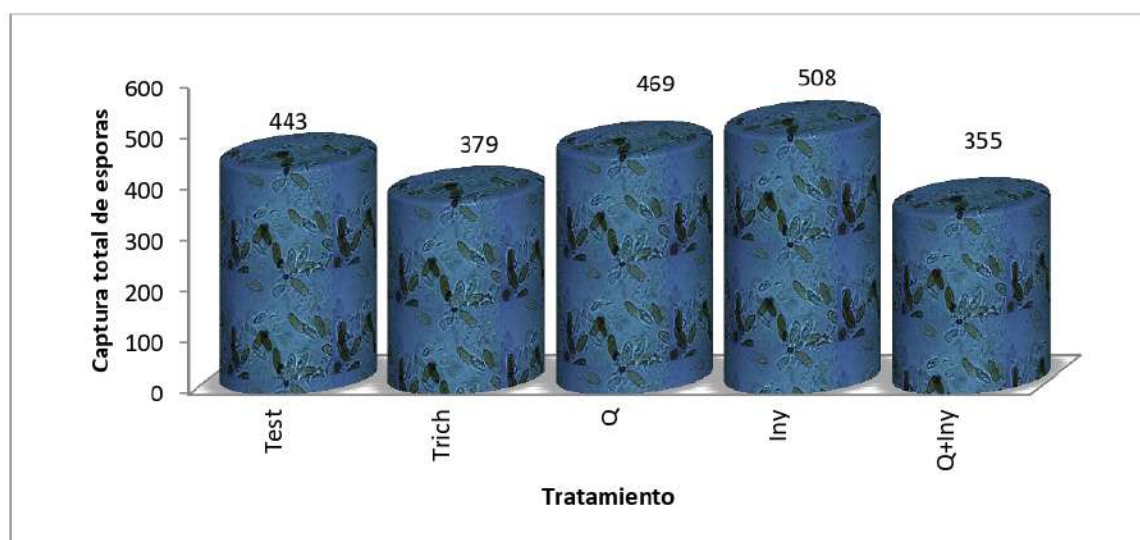 Captura total de esporas
600
500
400
300
200
100
0
443
379
469
508
355
Test
Trich
Q
Iny
Q+Iny
Tratamiento